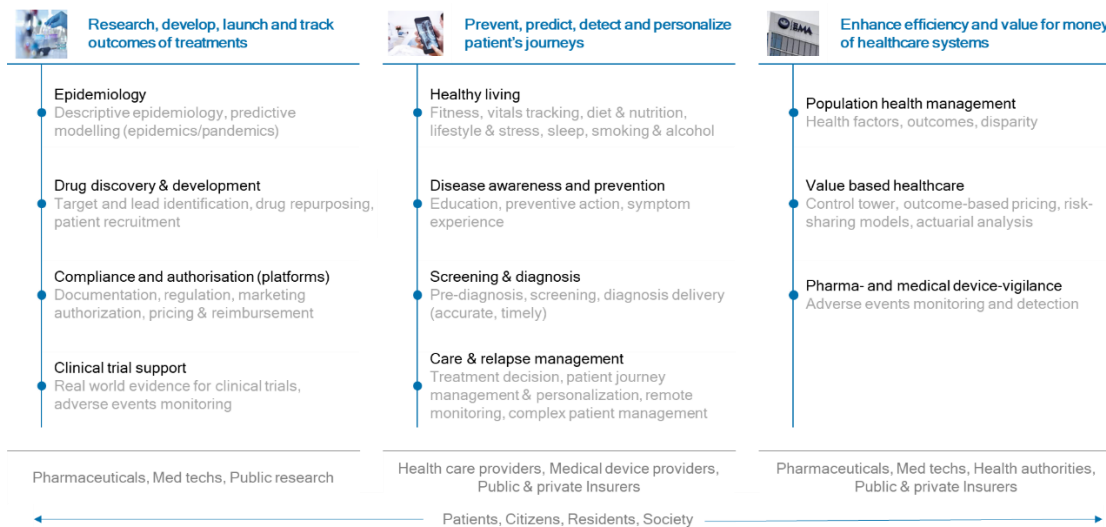 Research, develop, launch and track
outcomes of treatments
Epidemiology
Descriptive epidemiology, predictive
modelling (epidemics/pandemics)
Drug discovery & development
Target and lead identification, drug repurposing,
patient recruitment
Compliance and authorisation (platforms)
Documentation, regulation, marketing
authorization, pricing & reimbursement
Clinical trial support
Real world evidence for clinical trials,
adverse events monitoring
Pharmaceuticals, Med techs, Public research
Prevent, predict, detect and personalize
patient's journeys
Healthy living
Fitness, vitals tracking, diet & nutrition,
lifestyle & stress, sleep, smoking & alcohol
Disease awareness and prevention
Education, preventive action, symptom
experience
Screening & diagnosis
Pre-diagnosis, screening, diagnosis delivery
(accurate, timely)
Care & relapse management
Treatment decision, patient journey
management & personalization, remote
monitoring, complex patient management
Health care providers, Medical device providers,
Public & private Insurers
EMA
Enhance efficiency and value for money
of healthcare systems
Population health management
Health factors, outcomes, disparity
Value based healthcare
Control tower, outcome-based pricing, risk-
sharing models, actuarial analysis
Pharma- and medical device-vigilance
Adverse events monitoring and detection
Pharmaceuticals, Med techs, Health authorities,
Public & private Insurers
Patients, Citizens, Residents, Society